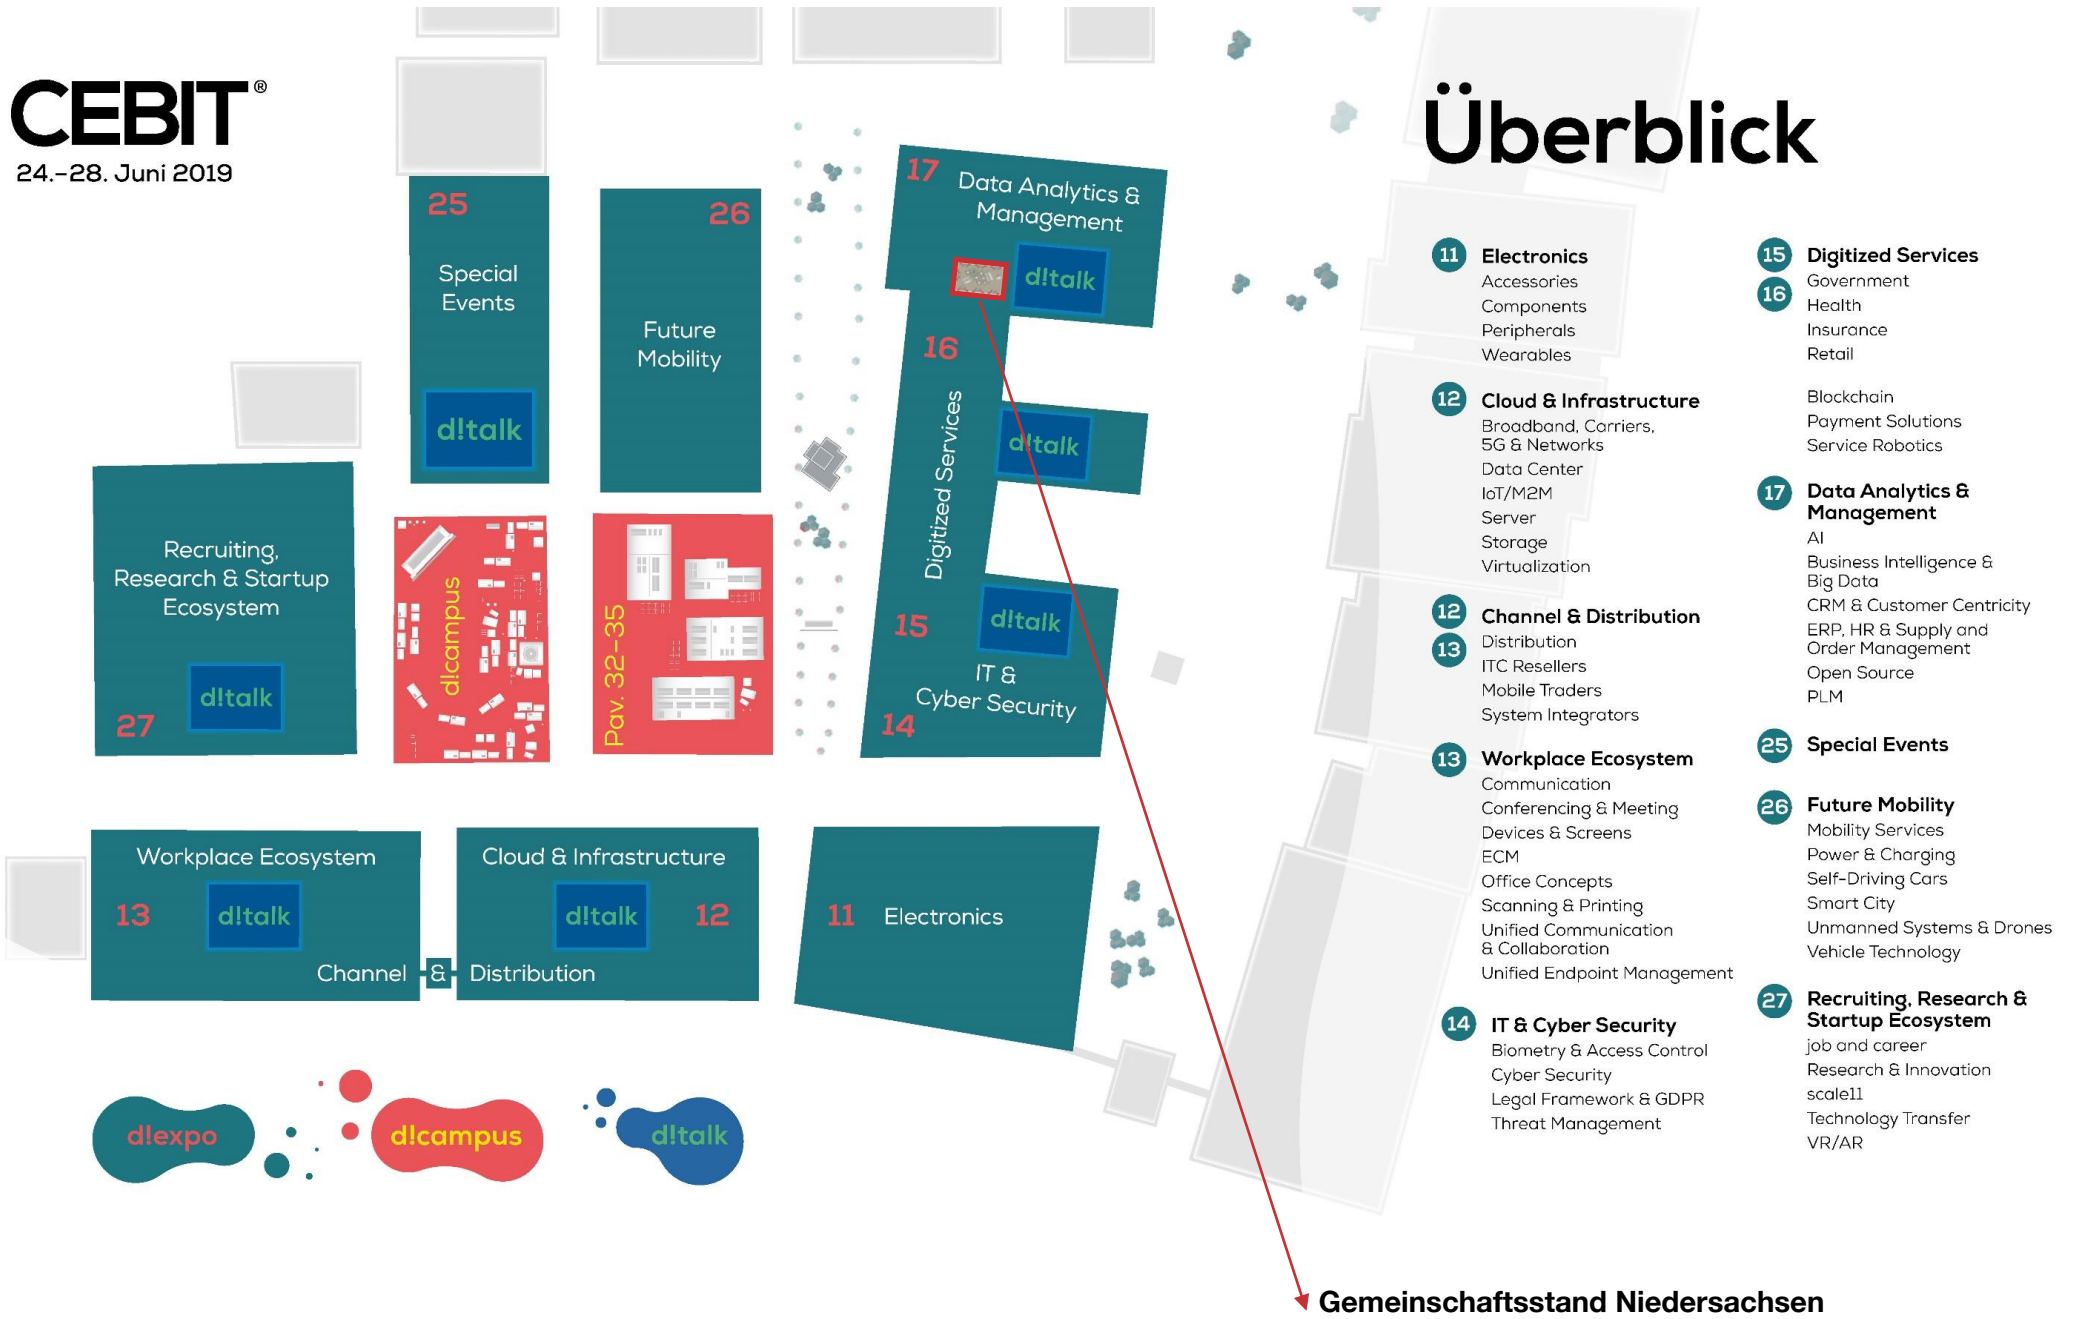 CEBIT®
24.–28. Juni 2019
Überblick
25
Special
Events
d!talk
26
Future
Mobility
17
Data Analytics &
Management
d!talk
16
Digitized Services
d!talk
15
d!talk
IT &
Cyber Security
14
Recruiting,
Research & Startup
Ecosystem
d!talk
27
d!campus
Pav. 32–35
Workplace Ecosystem
13
d!talk
Cloud & Infrastructure
d!talk
12
Channel & Distribution
11
Electronics
d!expo
d!campus
d!talk
11 Electronics
Accessories
Components
Peripherals
Wearables
12 Cloud & Infrastructure
Broadband, Carriers,
5G & Networks
Data Center
IoT/M2M
Server
Storage
Virtualization
12 Channel & Distribution
13 Distribution
ITC Resellers
Mobile Traders
System Integrators
13 Workplace Ecosystem
Communication
Conferencing & Meeting
Devices & Screens
ECM
Office Concepts
Scanning & Printing
Unified Communication
& Collaboration
Unified Endpoint Management
14 IT & Cyber Security
Biometry & Access Control
Cyber Security
Legal Framework & GDPR
Threat Management
15 Digitized Services
Government
16 Health
Insurance
Retail
Blockchain
Payment Solutions
Service Robotics
17 Data Analytics &
Management
AI
Business Intelligence &
Big Data
CRM & Customer Centricity
ERP, HR & Supply and
Order Management
Open Source
PLM
25 Special Events
26 Future Mobility
Mobility Services
Power & Charging
Self-Driving Cars
Smart City
Unmanned Systems & Drones
Vehicle Technology
27 Recruiting, Research &
Startup Ecosystem
job and career
Research & Innovation
scale11
Technology Transfer
VR/AR
Gemeinschaftsstand Niedersachsen